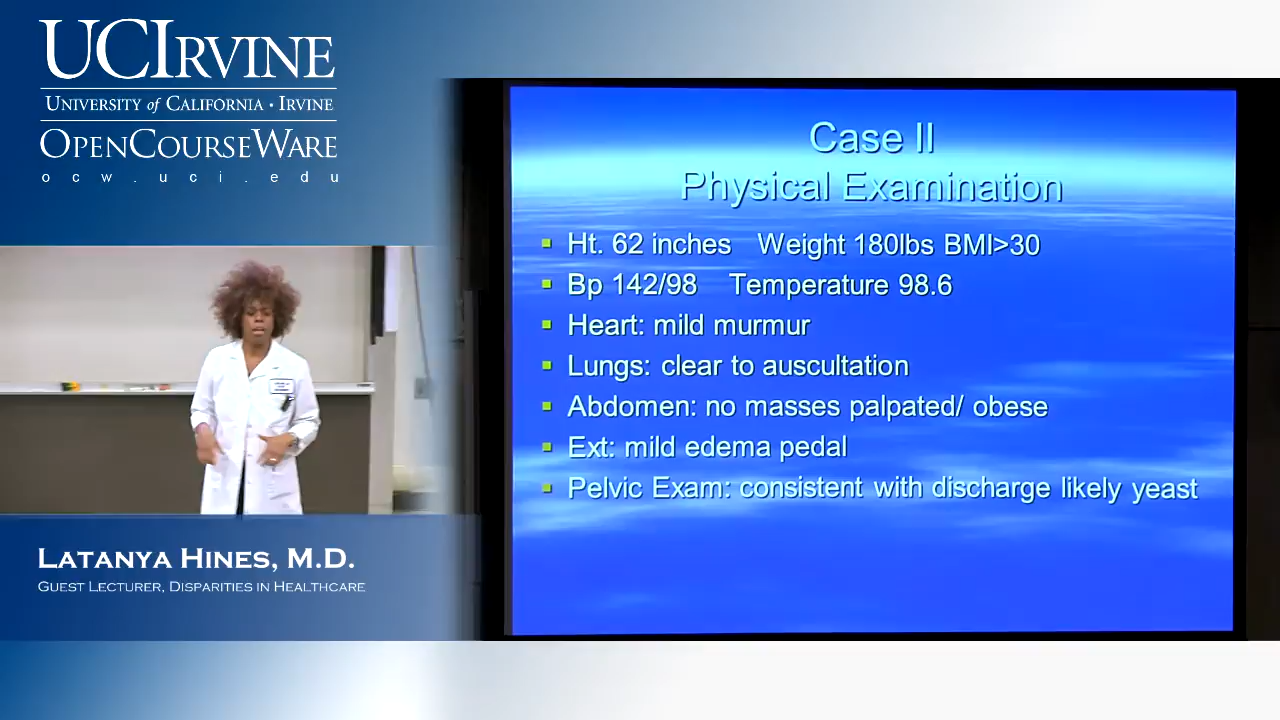 UCIRVINE
UNIVERSITY of CALIFORNIA • IRVINE
OPENCOURSEWARE
ocw.uci.edu
Case II
Physical Examination
Ht. 62 inches Weight 180lbs BMI>30
Bp 142/98 Temperature 98.6
Heart: mild murmur
Lungs: clear to auscultation
Abdomen: no masses palpated/ obese
Ext: mild edema pedal
Pelvic Exam: consistent with discharge likely yeast
LATANYA HINES, M.D.
GUEST LECTURER, DISPARITIES IN HEALTHCARE